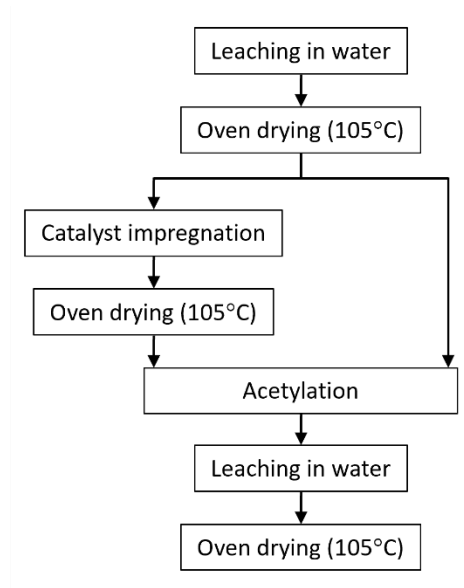 Leaching in water
Oven drying (105°C)
Catalyst impregnation
Oven drying (105°C)
Acetylation
Leaching in water
Oven drying (105°C)